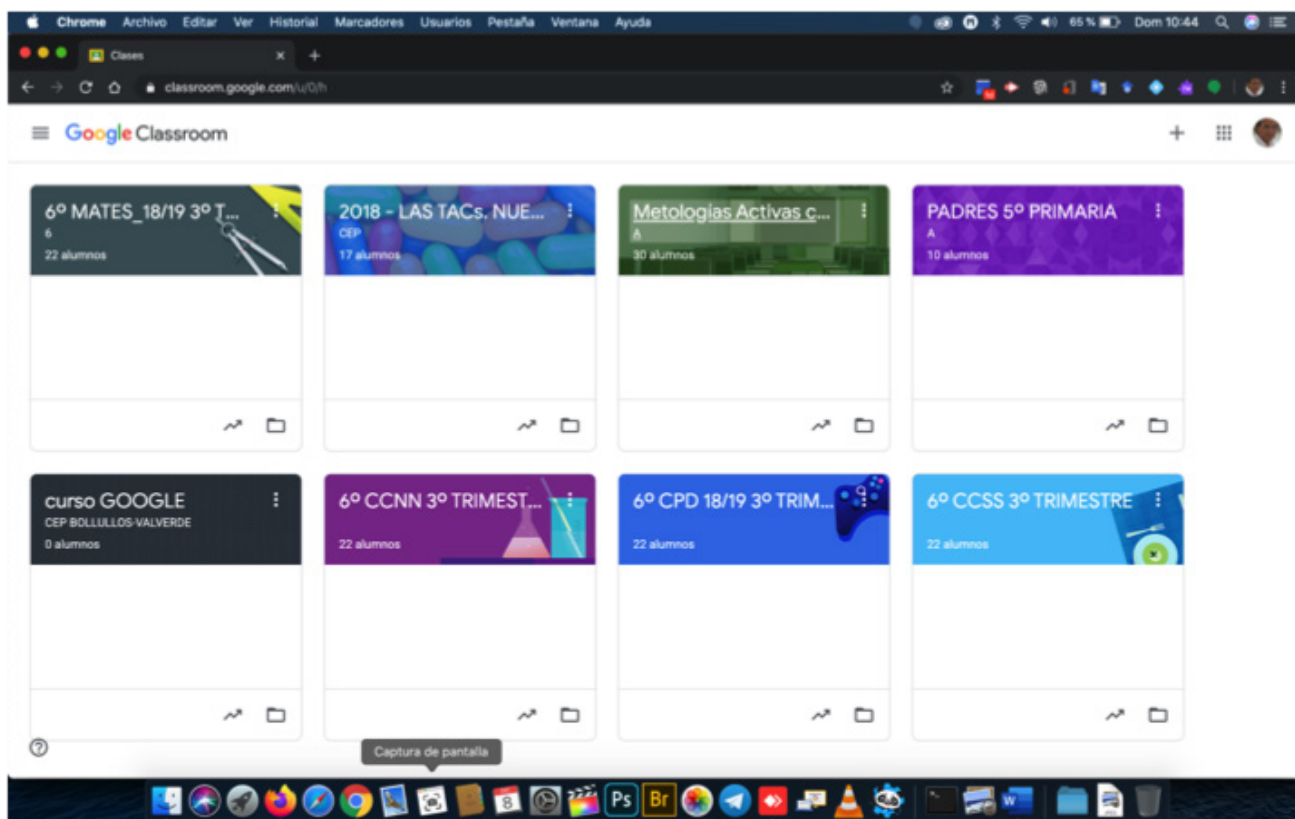 Chrome Archivo Editar Ver Historial Marcadores Usuarios Pestaña Ventana Ayuda 65 % Dom 10:44
Clases
classroom.google.com/u/0/h
Google Classroom
6º MATES_18/19 3º T...
6
22 alumnos
2018 - LAS TACs. NUE...
CEP
17 alumnos
Metologías Activas c...
A
30 alumnos
PADRES 5º PRIMARIA
A
10 alumnos
curso GOOGLE
CEP BOLLULLOS-VALVERDE
0 alumnos
6º CCNN 3º TRIMEST...
22 alumnos
6º CPD 18/19 3º TRIM...
22 alumnos
6º CCSS 3º TRIMESTRE
22 alumnos
Captura de pantalla
8
Ps
Br